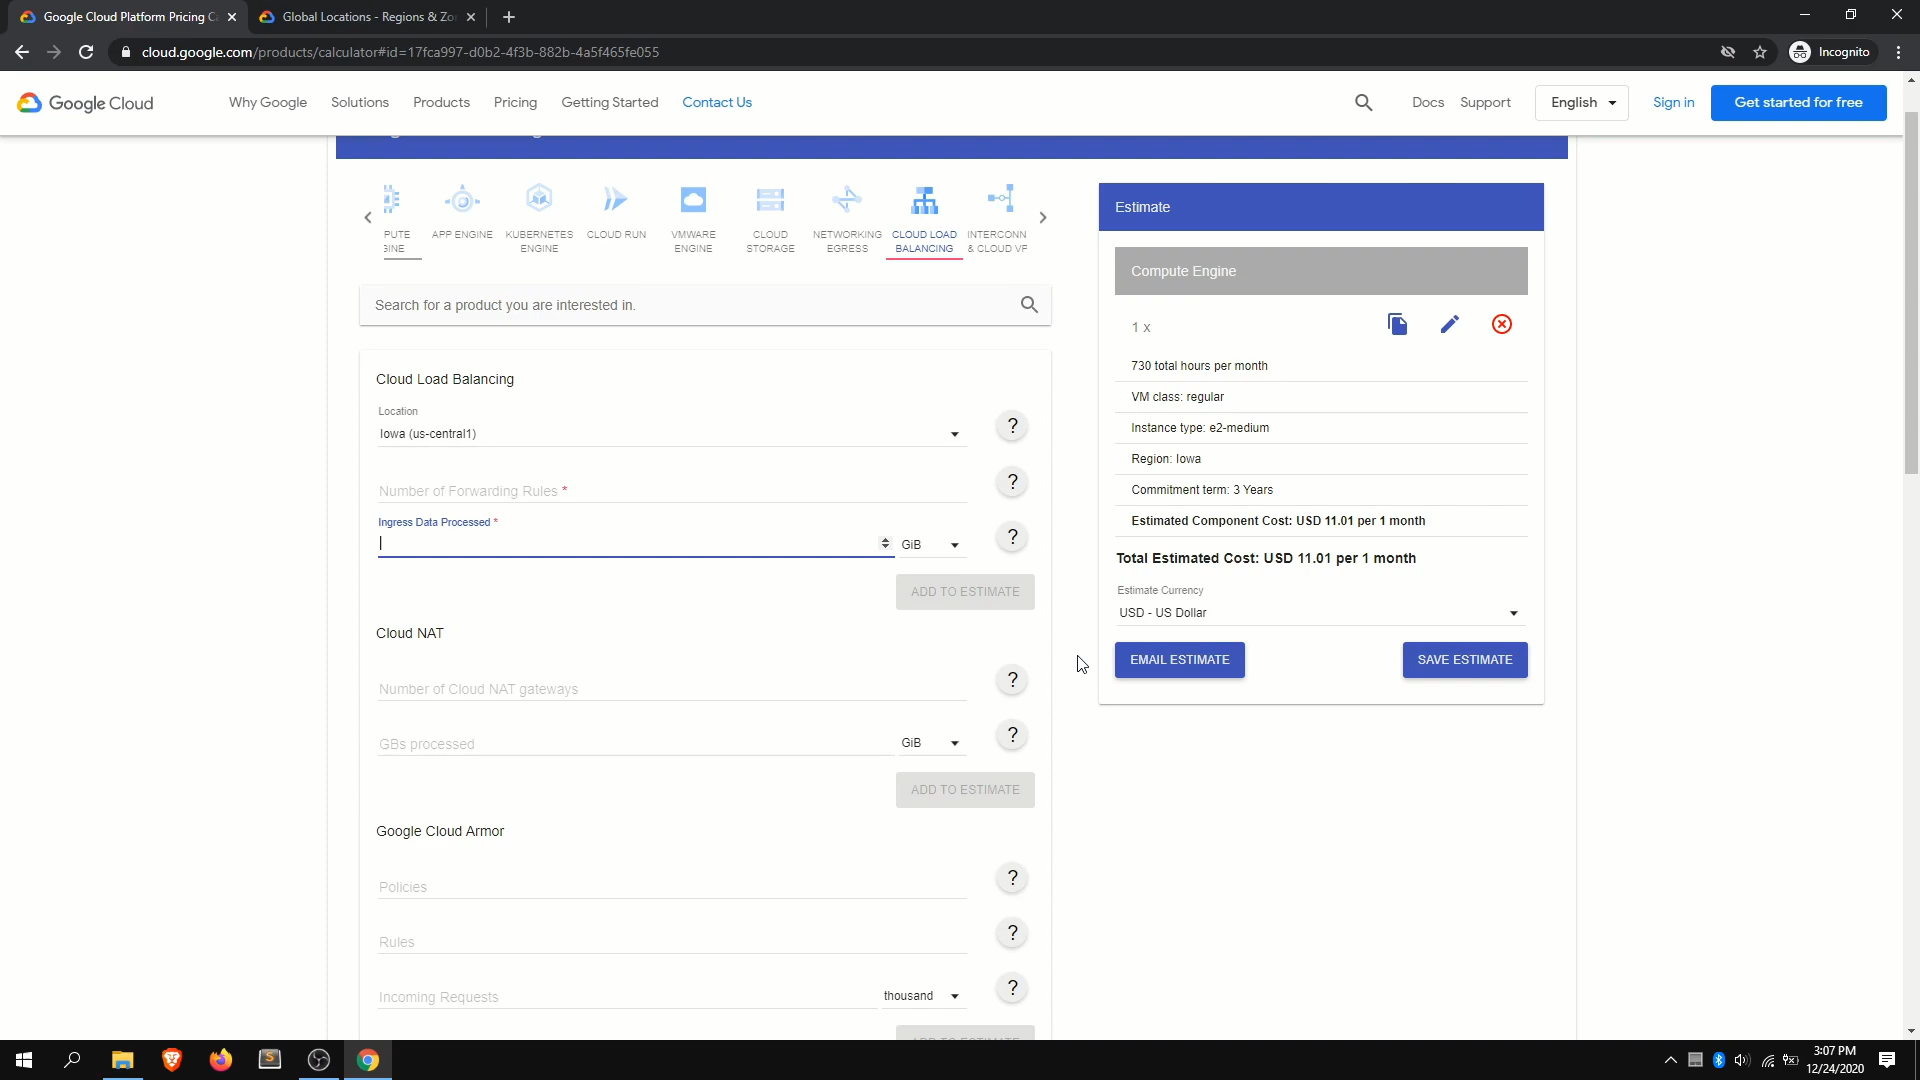 Google Cloud Platform Pricing Ca
Global Locations - Regions & Zo
cloud.google.com/products/calculator#id=17fca997-d0b2-4f3b-882b-4a5f465fe055
Incognito
Google Cloud
Why Google
Solutions
Products
Pricing
Getting Started
Contact Us
Docs
Support
English
Sign in
Get started for free
PUTE
GINE
APP ENGINE
KUBERNETES
ENGINE
CLOUD RUN
VMWARE
ENGINE
CLOUD
STORAGE
NETWORKING
EGRESS
CLOUD LOAD
BALANCING
INTERCONN
& CLOUD VP
Search for a product you are interested in.
Cloud Load Balancing
Location
Iowa (us-central1)
?
Number of Forwarding Rules *
?
Ingress Data Processed *
GiB
?
ADD TO ESTIMATE
Cloud NAT
Number of Cloud NAT gateways
?
GBs processed
GiB
?
ADD TO ESTIMATE
Google Cloud Armor
Policies
?
Rules
?
Incoming Requests
thousand
?
Estimate
Compute Engine
1 x
730 total hours per month
VM class: regular
Instance type: e2-medium
Region: Iowa
Commitment term: 3 Years
Estimated Component Cost: USD 11.01 per 1 month
Total Estimated Cost: USD 11.01 per 1 month
Estimate Currency
USD - US Dollar
EMAIL ESTIMATE
SAVE ESTIMATE
3:07 PM
12/24/2020